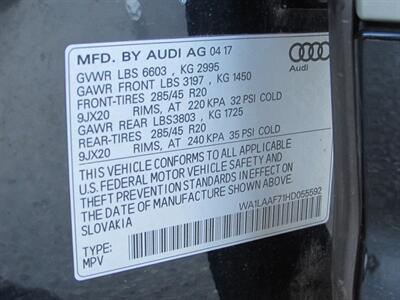 MFD. BY AUDI AG 04 17
GVWR LBS 6603 , KG 2995
GAWR FRONT LBS 3197 , KG 1450
FRONT-TIRES 285/45 R20
9JX20 RIMS, AT 220 KPA 32 PSI COLD
GAWR REAR LBS3803 , KG 1725
REAR-TIRES 285/45 R20
9JX20 RIMS, AT 240 KPA 35 PSI COLD
THIS VEHICLE CONFORMS TO ALL APPLICABLE
U.S. FEDERAL MOTOR VEHICLE SAFETY AND
THEFT PREVENTION STANDARDS IN EFFECT ON
THE DATE OF MANUFACTURE SHOWN ABOVE.
SLOVAKIA
WA1LAAF71HD055592
TYPE:
MPV
Audi